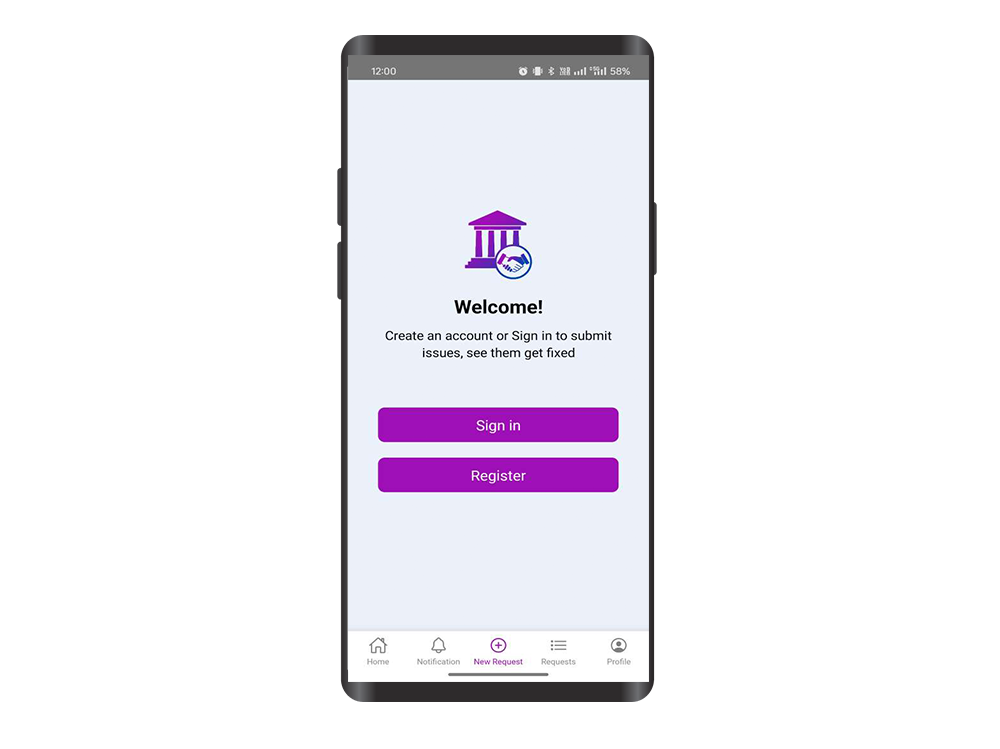 12:00
58%
Welcome!
Create an account or Sign in to submit
issues, see them get fixed
Sign in
Register
Home
Notification
New Request
Requests
Profile